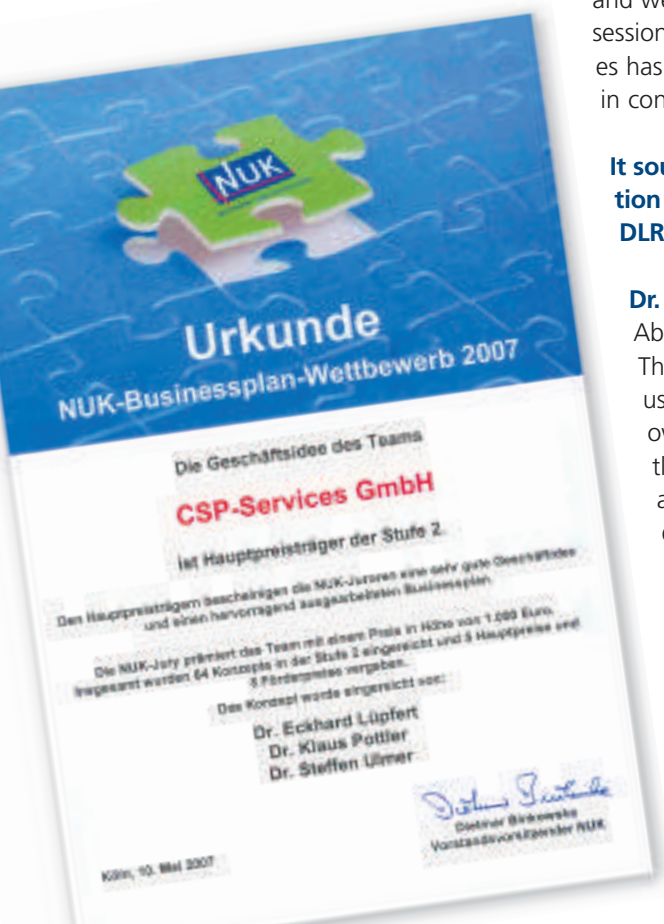 and we
session
es has
in con
It sou
tion
DLR
Dr.
Ab
Th
us
ow
th
a
NUK
Urkunde
NUK-Businessplan-Wettbewerb 2007
Die Geschäftsidee des Teams
CSP-Services GmbH
ist Hauptpreisträger der Stufe 2.
Den Hauptpreisträgern bescheinigen die NUK-Juroren eine sehr gute Geschäftsidee
und einen hervorragend ausgearbeiteten Businessplan.
Die NUK-Jury prämiert das Team mit einem Preis in Höhe von 1.000 Euro.
Insgesamt wurden 64 Konzepte in der Stufe 2 eingereicht und 5 Hauptpreise und
5 Förderpreise vergeben.
Das Konzept wurde eingereicht von:
Dr. Eckhard Lüpfert
Dr. Klaus Pottler
Dr. Steffen Ulmer
Dietmar
Vorstandsvorsitzender NUK
Köln, 10. Mai 2007